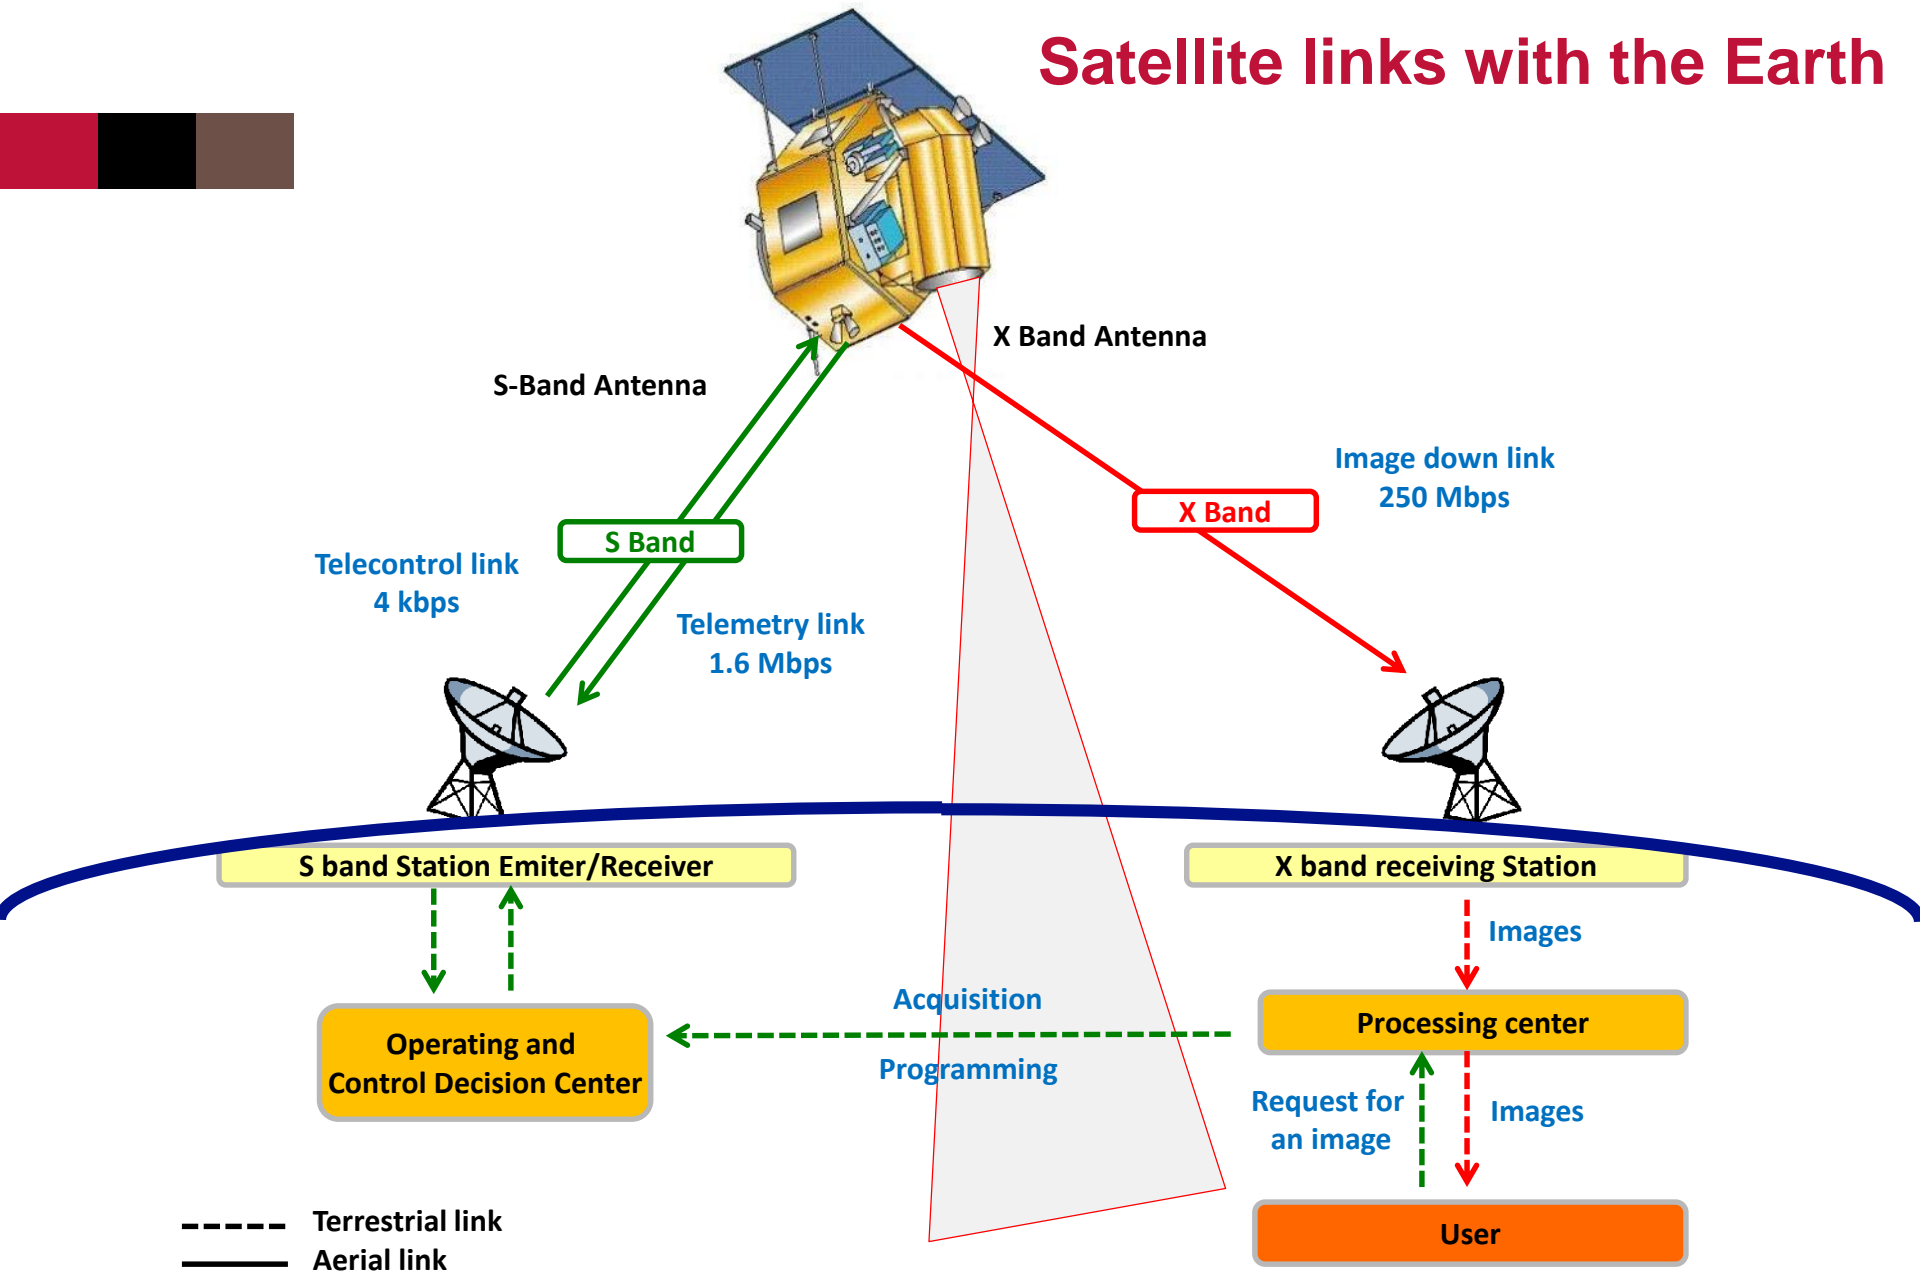 Satellite links with the Earth
X Band Antenna
S-Band Antenna
Image down link
250 Mbps
X Band
S Band
Telecontrol link
4 kbps
Telemetry link
1.6 Mbps
S band Station Emiter/Receiver
X band receiving Station
Images
Acquisition
Processing center
Operating and
Control Decision Center
Programming
Request for
an image
Images
Terrestrial link
User
Aerial link